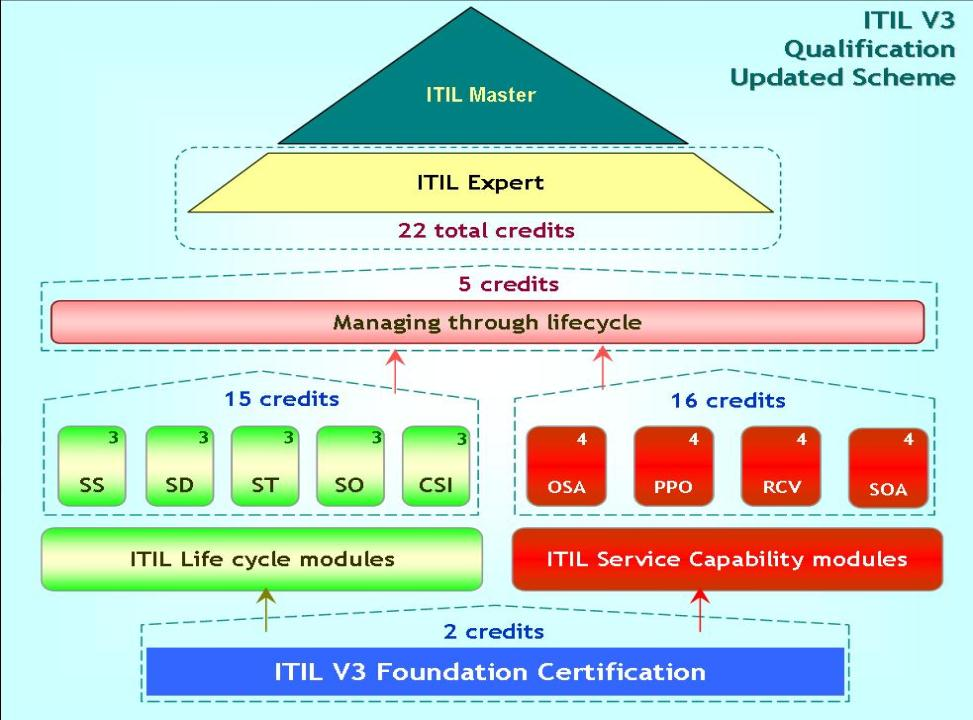 ITIL V3
Qualification
Updated Scheme
ITIL Master
ITIL Expert
22 total credits
5 credits
Managing through lifecycle
15 credits
16 credits
3
3
3
3
3
4
4
4
4
SS
SD
ST
SO
CSI
OSA
PPO
RCV
SOA
ITIL Life cycle modules
ITIL Service Capability modules
2 credits
ITIL V3 Foundation Certification